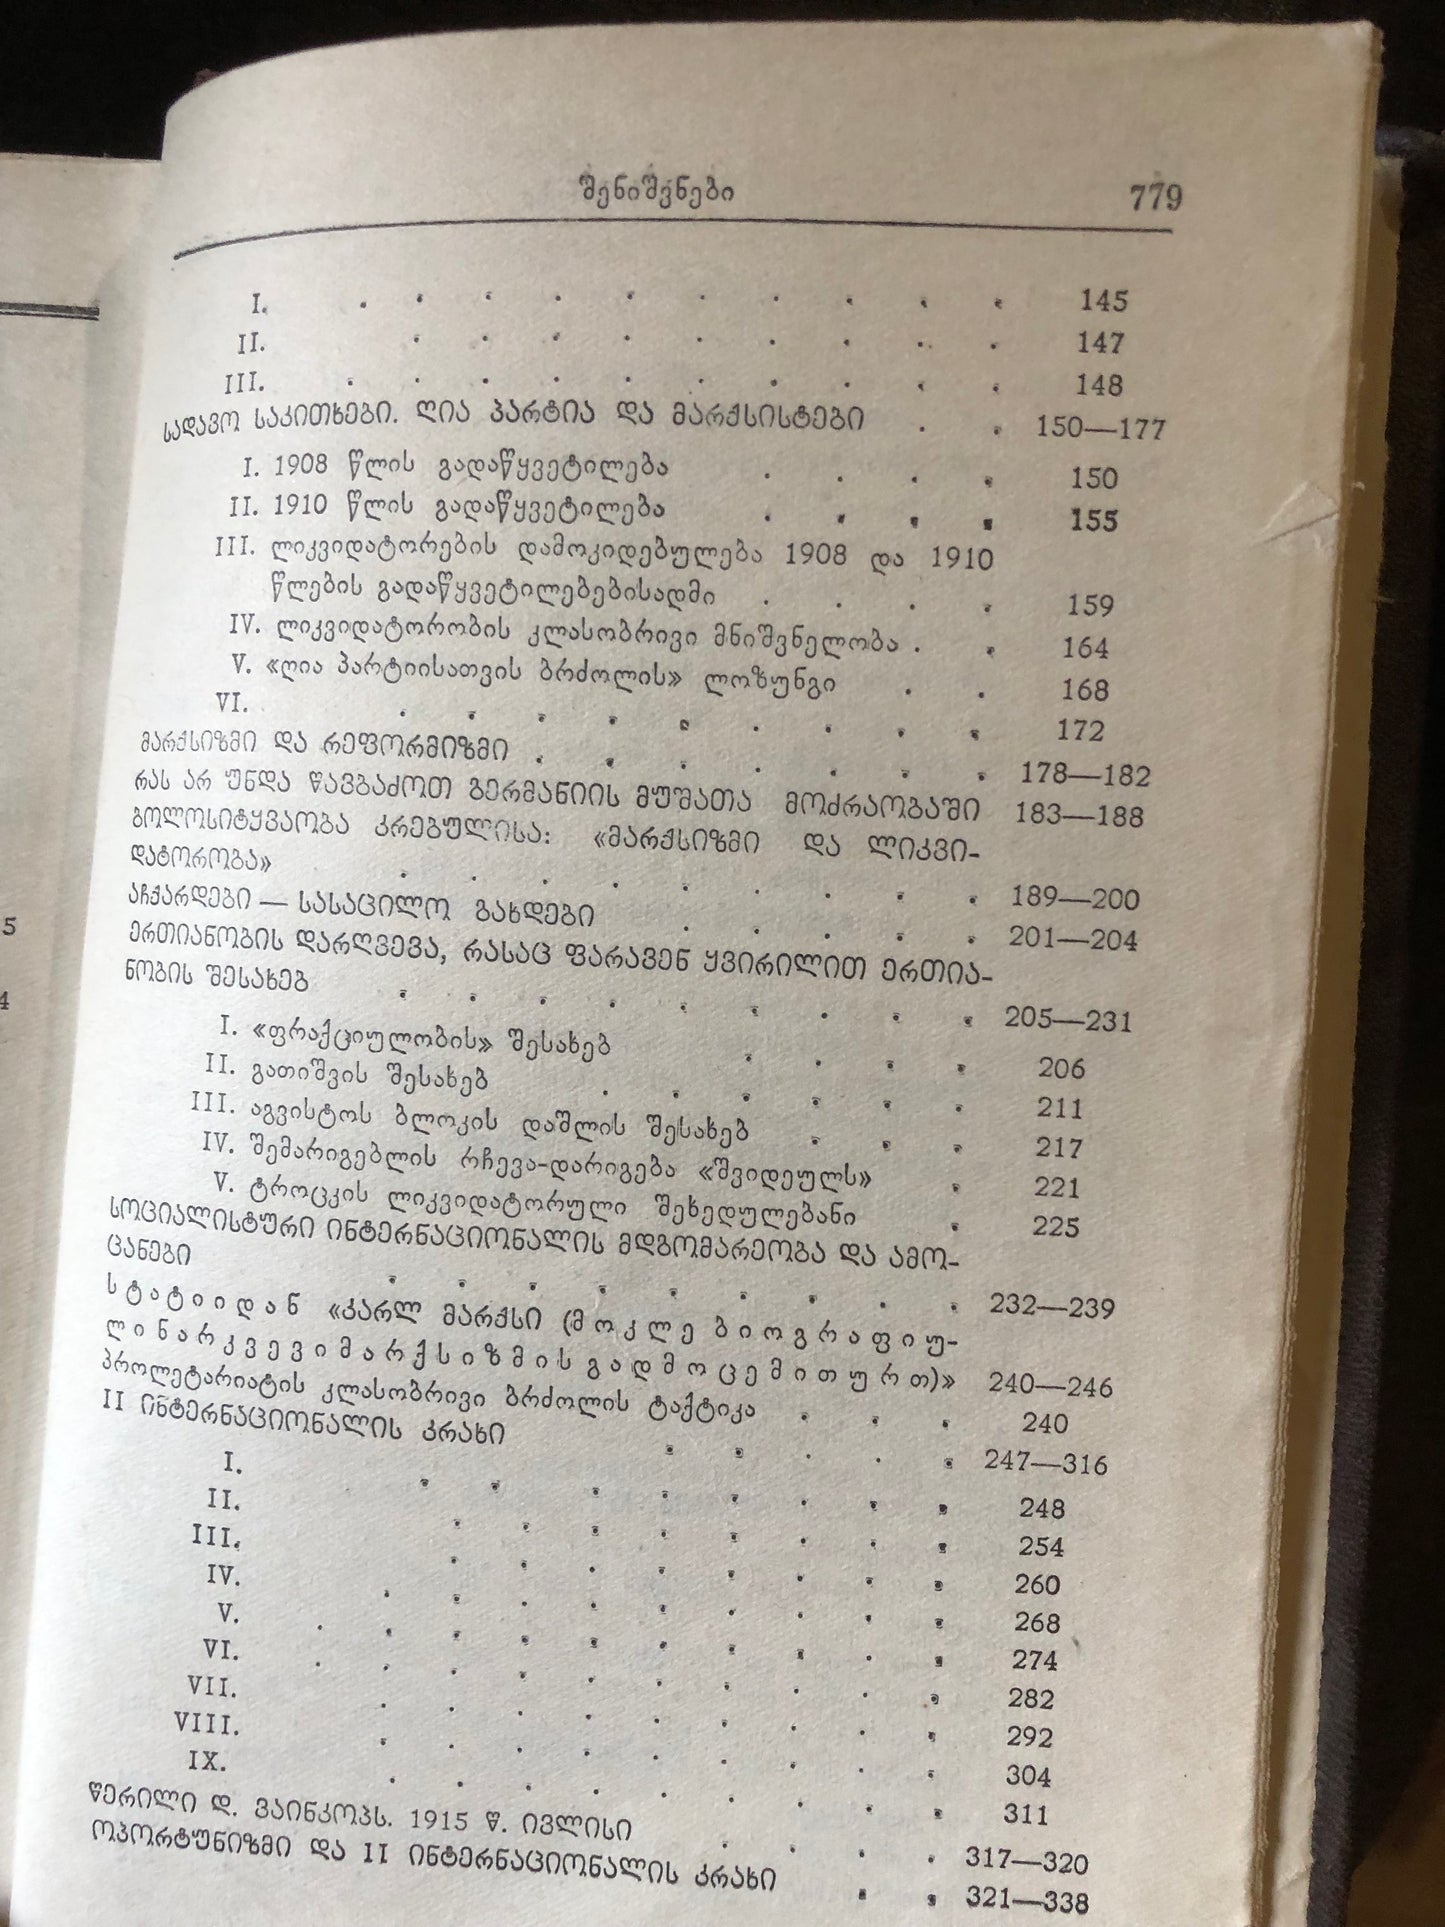 შენიშვნები 779
I. . . . . . . . . . . 145
II. . . . . . . . . . 147
III. . . . . . . . . . . 148
სადავო საკითხები. ღია პარტია და მარქსისტები . . 150—177
I. 1908 წლის გადაწყვეტილება . . . . 150
II. 1910 წლის გადაწყვეტილება . . . . 155
III. ლიკვიდატორების დამოკიდებულება 1908 და 1910
წლების გადაწყვეტილებებისადმი . . . . 159
IV. ლიკვიდატორობის კლასობრივი მნიშვნელობა . . 164
V. «ღია პარტიისათვის ბრძოლის» ლოზუნგი . . 168
VI. . . . . . . . . . 172
მარქსიზმი და რეფორმიზმი . . . . . . . 178—182
რას არ უნდა წავბაძოთ გერმანიის მუშათა მოძრაობაში 183—188
ბოლოსიტყვაობა კრებულისა: «მარქსიზმი და ლიკვი-
დატორობა» . . . . . . . . . 189—200
აჩქარდები — სასაცილო გახდები . . . . . 201—204
ერთიანობის დარღვევა, რასაც ფარავენ ყვირილით ერთია-
ნობის შესახებ . . . . . . . . . 205—231
I. «ფრაქციულობის» შესახებ . . . . 206
II. გათიშვის შესახებ . . . . . . 211
III. აგვისტოს ბლოკის დაშლის შესახებ . . . 217
IV. შემარიგებლის რჩევა-დარიგება «შვიდეულს» . 221
V. ტროცკის ლიკვიდატორული შეხედულებანი . 225
სოციალისტური ინტერნაციონალის მდგომარეობა და ამო-
ცანები . . . . . . . . . 232—239
სტატიიდან «კარლ მარქსი (მოკლე ბიოგრაფიუ-
ლი ნარკვევი მარქსიზმის გადმოცემითურთ)» 240—246
პროლეტარიატის კლასობრივი ბრძოლის ტაქტიკა . . . 240
II ინტერნაციონალის კრახი . . . . . 247—316
I. . . . . . . . . 248
II. . . . . . . . . 254
III. . . . . . . . . 260
IV. . . . . . . . . . 268
V. . . . . . . . . . . 274
VI. . . . . . . . . . . 282
VII. . . . . . . . . . 292
VIII. . . . . . . . . . 304
IX. . . . . . . . . . 311
წერილი დ. ვაინკოპს. 1915 წ. ივლისი . . . . 317—320
ოპორტუნიზმი და II ინტერნაციონალის კრახი . . 321—338
5
4